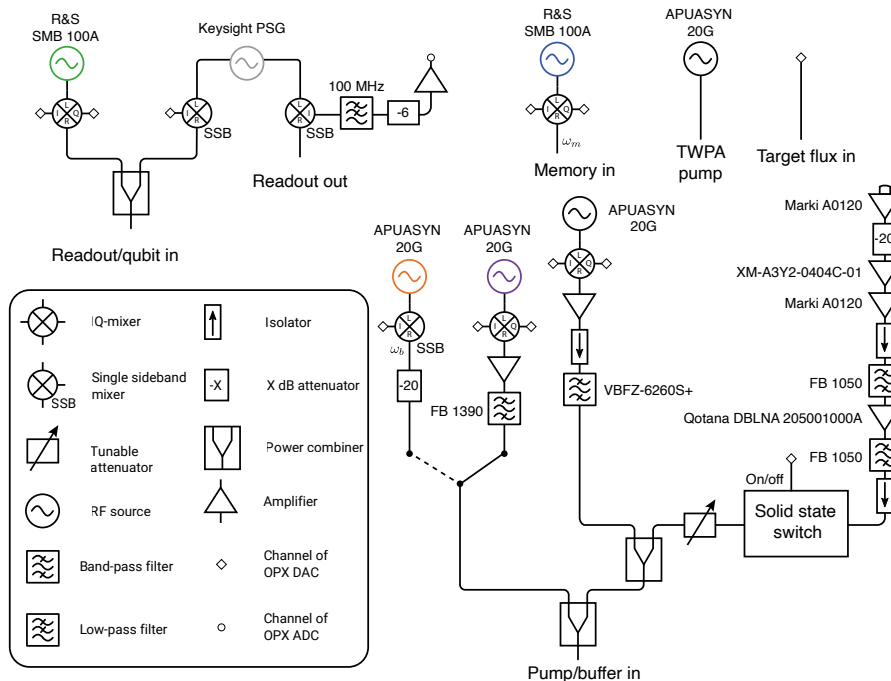 R&S
SMB 100A
Keysight PSG
R&S
SMB 100A
APUASYN
20G
100 MHz
-6
L
I Q
R
L
I
R
SSB
L
I
R
SSB
L
I Q
R
ωm
Readout out
Memory in
TWPA
pump
Target flux in
Readout/qubit in
APUASYN
20G
APUASYN
20G
APUASYN
20G
L
I Q
R
Marki A0120
-20
XM-A3Y2-0404C-01
Marki A0120
L
I
R
SSB
ωb
L
I Q
R
-20
FB 1390
VBFZ-6260S+
FB 1050
Qotana DBLNA 205001000A
FB 1050
On/off
Solid state
switch
Pump/buffer in
IQ-mixer
Isolator
Single sideband
mixer
SSB
-X
X dB attenuator
Tunable
attenuator
Power combiner
RF source
Amplifier
Band-pass filter
Channel of
OPX DAC
Low-pass filter
Channel of
OPX ADC